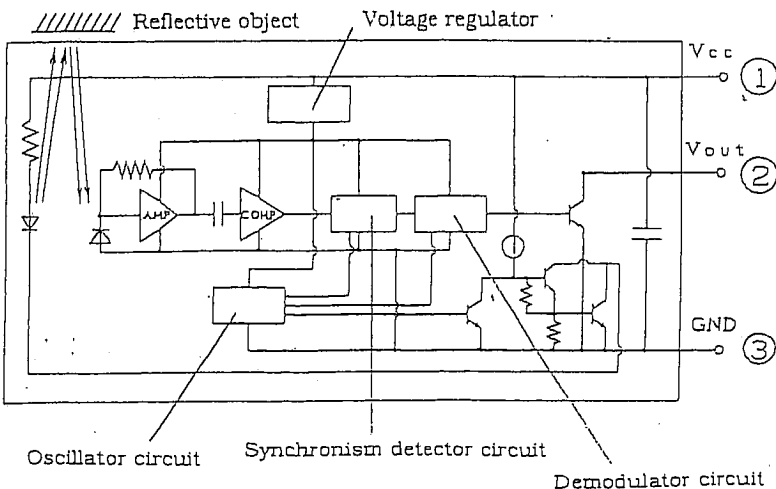 Reflective object
Voltage regulator
Vcc
①
Vout
②
AMP
COMP
GND
③
Oscillator circuit
Synchronism detector circuit
Demodulator circuit